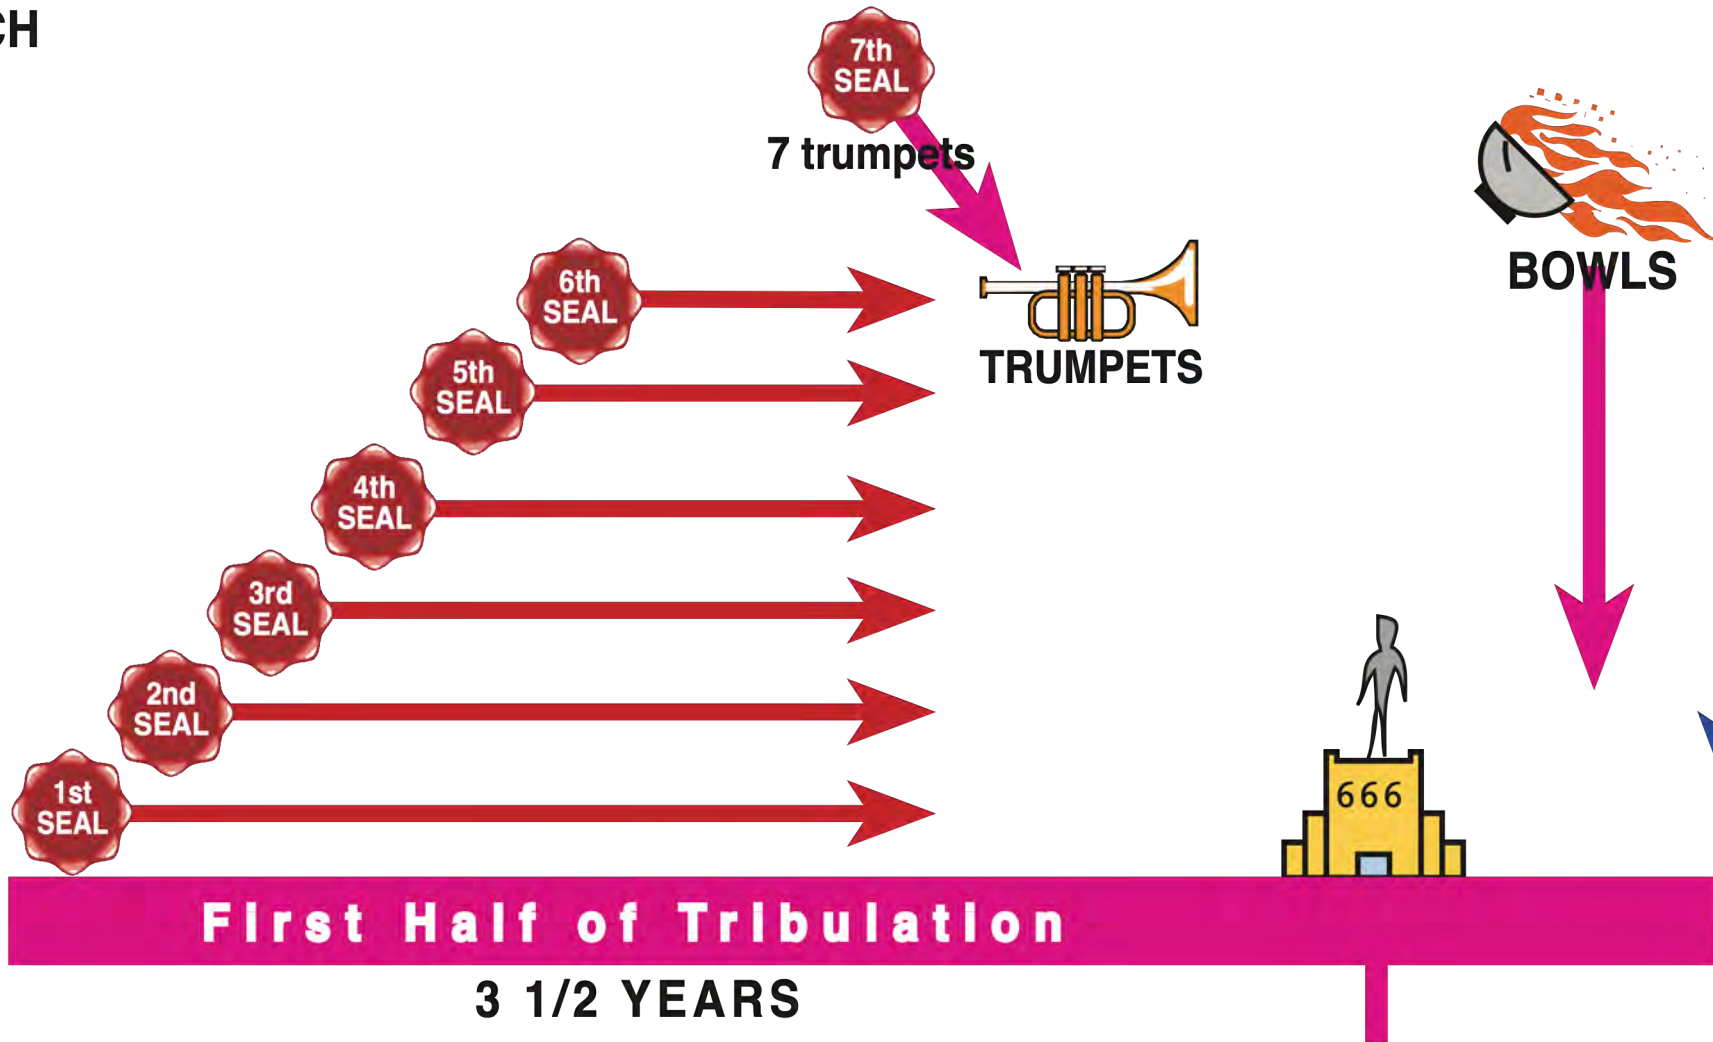 7th
SEAL
7 trumpets
BOWLS
6th
SEAL
TRUMPETS
5th
SEAL
4th
SEAL
3rd
SEAL
2nd
SEAL
1st
SEAL
666
First Half of Tribulation
3 1/2 YEARS